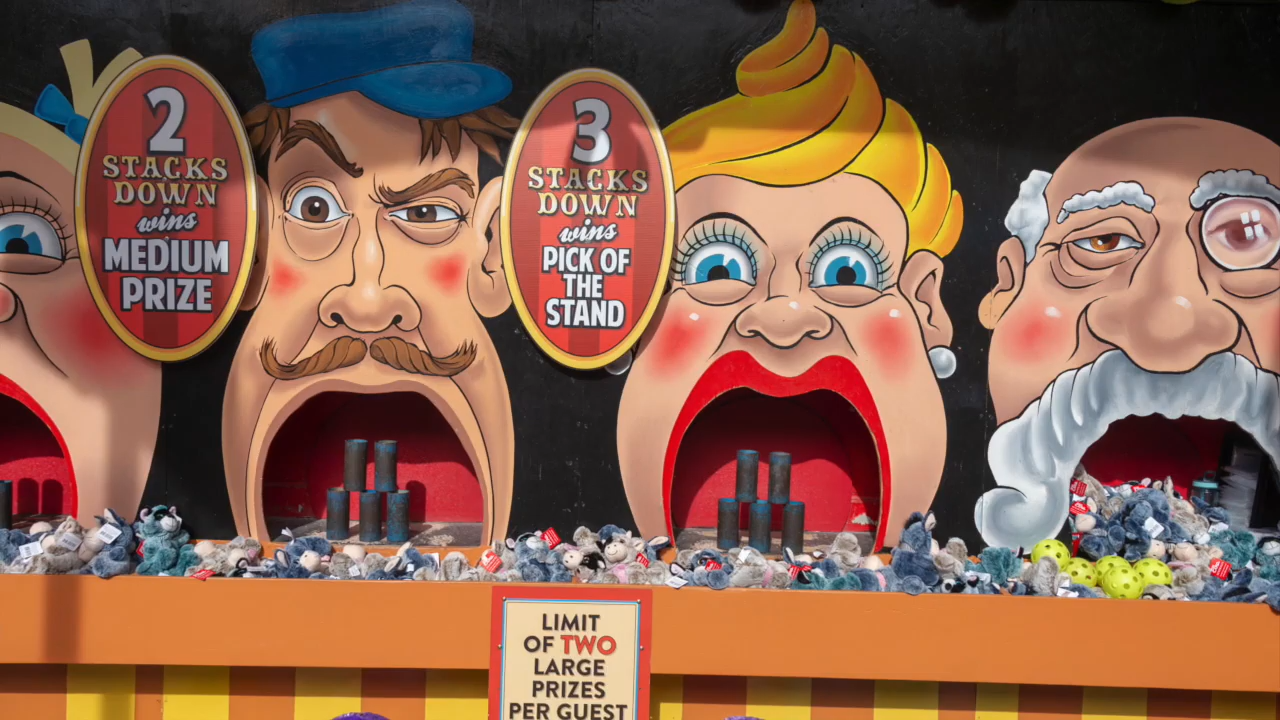 2
STACKS
DOWN
wins
MEDIUM
PRIZE
3
STACKS
DOWN
wins
PICK OF
THE
STAND
LIMIT
OF TWO
LARGE
PRIZES
PER GUEST